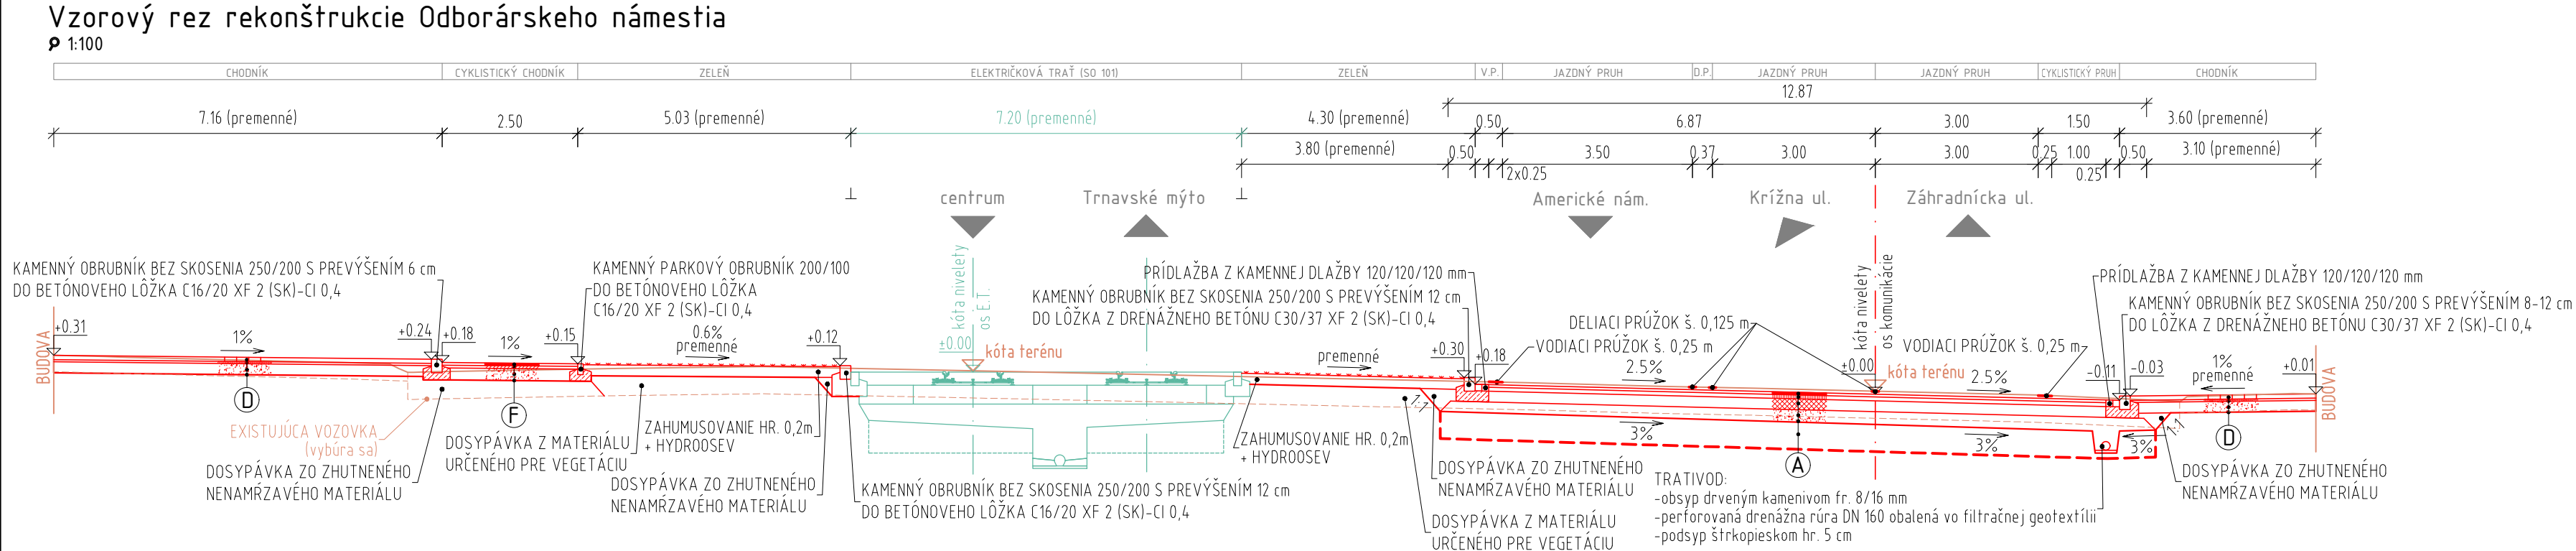 Vzorový rez rekonštrukcie Odborárskeho námestia
1:100
CHODNÍK
CYKLISTICKÝ CHODNÍK
ZELEŇ
ELEKTRIČKOVÁ TRAŤ (SO 101)
ZELEŇ
V.P.
JAZDNÝ PRUH
D.P.
JAZDNÝ PRUH
JAZDNÝ PRUH
CYKLISTICKÝ PRUH
CHODNÍK
12.87
7.16 (premenné)
2.50
5.03 (premenné)
7.20 (premenné)
4.30 (premenné)
0.50
6.87
3.00
1.50
3.60 (premenné)
3.80 (premenné)
0.50
2x0.25
3.50
0.37
3.00
3.00
0.25
1.00
0.25
0.50
3.10 (premenné)
centrum
Trnavské mýto
Americké nám.
Krížna ul.
Záhradnícka ul.
KAMENNÝ OBRUBNÍK BEZ SKOSENIA 250/200 S PREVÝŠENÍM 6 cm
DO BETÓNOVEHO LÔŽKA C16/20 XF 2 (SK)-CI 0,4
KAMENNÝ PARKOVÝ OBRUBNÍK 200/100
DO BETÓNOVEHO LÔŽKA
C16/20 XF 2 (SK)-CI 0,4
kóta nivelety
os E.T.
PRÍDLAŽBA Z KAMENNEJ DLAŽBY 120/120/120 mm
KAMENNÝ OBRUBNÍK BEZ SKOSENIA 250/200 S PREVÝŠENÍM 12 cm
DO LÔŽKA Z DRENÁŽNEHO BETÓNU C30/37 XF 2 (SK)-CI 0,4
DELIACI PRÚŽOK š. 0,125 m
VODIACI PRÚŽOK š. 0,25 m
kóta nivelety
os komunikácie
VODIACI PRÚŽOK š. 0,25 m
PRÍDLAŽBA Z KAMENNEJ DLAŽBY 120/120/120 mm
KAMENNÝ OBRUBNÍK BEZ SKOSENIA 250/200 S PREVÝŠENÍM 8-12 cm
DO LÔŽKA Z DRENÁŽNEHO BETÓNU C30/37 XF 2 (SK)-CI 0,4
BUDOVA
+0.31
1%
+0.24
+0.18
1%
+0.15
0.6%
premenné
+0.12
±0.00
kóta terénu
premenné
+0.30
+0.18
2.5%
±0.00
kóta terénu
2.5%
-0.11
-0.03
1%
premenné
+0.01
BUDOVA
D
F
A
D
1:1
3%
3%
3%
1:1
EXISTUJÚCA VOZOVKA
(vybúra sa)
DOSYPÁVKA ZO ZHUTNENÉHO
NENAMŔZAVÉHO MATERIÁLU
DOSYPÁVKA Z MATERIÁLU
URČENÉHO PRE VEGETÁCIU
ZAHUMUSOVANIE HR. 0,2m
+ HYDROOSEV
DOSYPÁVKA ZO ZHUTNENÉHO
NENAMŔZAVÉHO MATERIÁLU
KAMENNÝ OBRUBNÍK BEZ SKOSENIA 250/200 S PREVÝŠENÍM 12 cm
DO BETÓNOVEHO LÔŽKA C16/20 XF 2 (SK)-CI 0,4
ZAHUMUSOVANIE HR. 0,2m
+ HYDROOSEV
DOSYPÁVKA ZO ZHUTNENÉHO
NENAMŔZAVÉHO MATERIÁLU
DOSYPÁVKA Z MATERIÁLU
URČENÉHO PRE VEGETÁCIU
TRATIVOD:
-obsyp drveným kamenivom fr. 8/16 mm
-perforovaná drenážna rúra DN 160 obalená vo filtračnej geotextílii
-podsyp štrkopieskom hr. 5 cm
DOSYPÁVKA ZO ZHUTNENÉHO
NENAMŔZAVÉHO MATERIÁLU